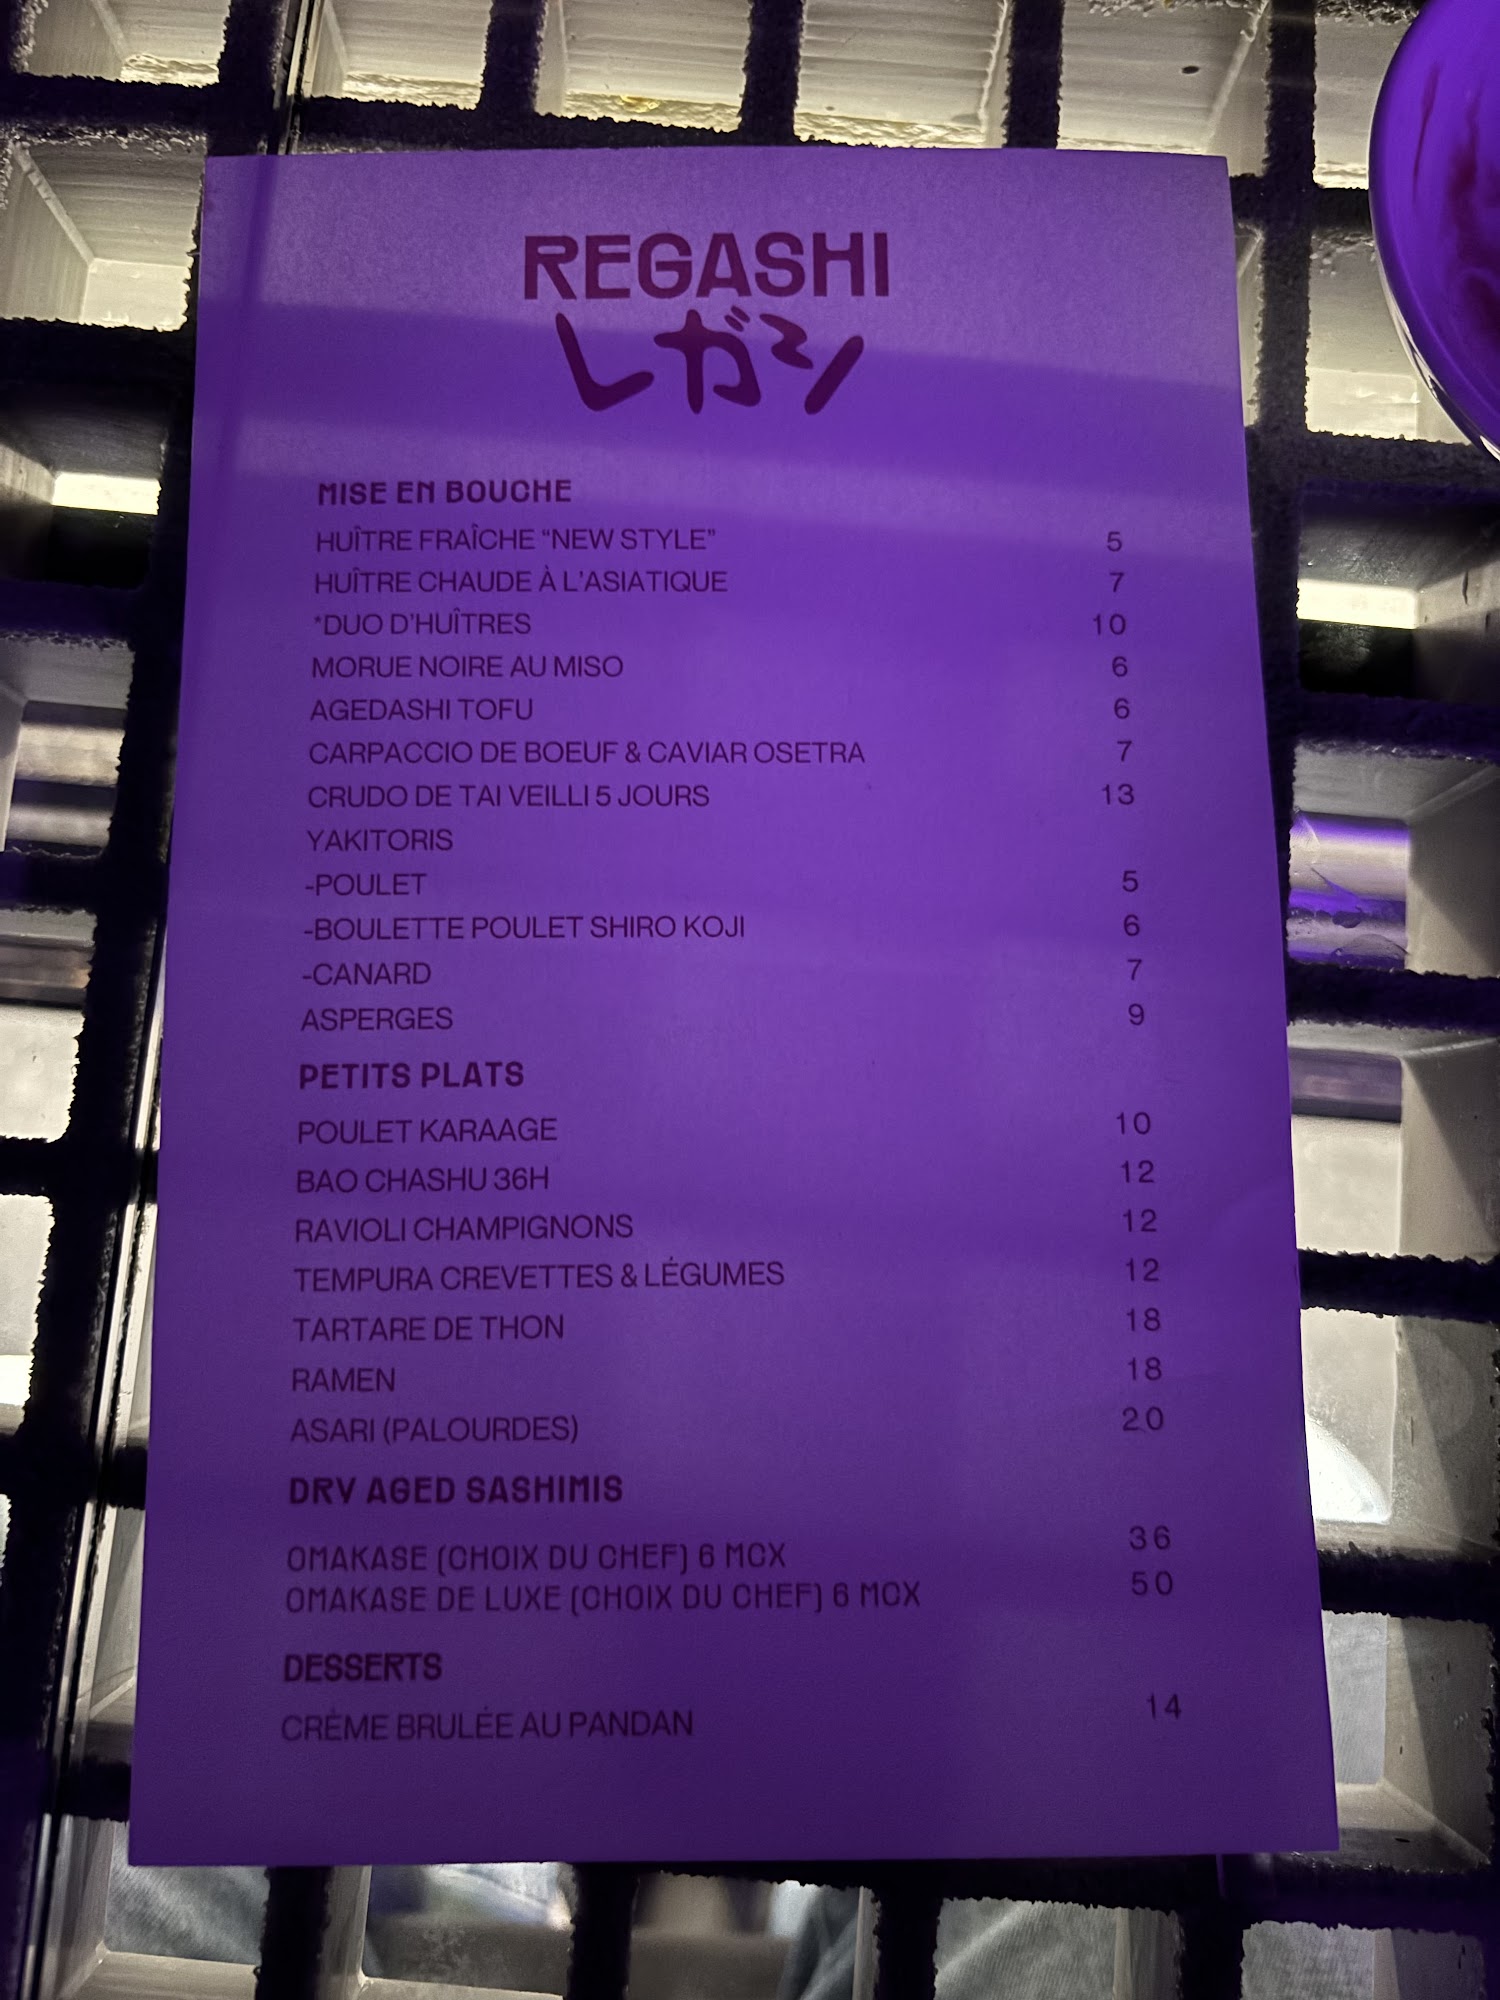 REGASHI
レガシ
MISE EN BOUCHE
HUÎTRE FRAÎCHE “NEW STYLE” 5
HUÎTRE CHAUDE À L’ASIATIQUE 7
*DUO D’HUÎTRES 10
MORUE NOIRE AU MISO 6
AGEDASHI TOFU 6
CARPACCIO DE BOEUF & CAVIAR OSETRA 7
CRUDO DE TAI VEILLI 5 JOURS 13
YAKITORIS
-POULET 5
-BOULETTE POULET SHIRO KOJI 6
-CANARD 7
ASPERGES 9
PETITS PLATS
POULET KARAAGE 10
BAO CHASHU 36H 12
RAVIOLI CHAMPIGNONS 12
TEMPURA CREVETTES & LÉGUMES 12
TARTARE DE THON 18
RAMEN 18
ASARI (PALOURDES) 20
DRY AGED SASHIMIS
OMAKASE (CHOIX DU CHEF) 6 MCX 36
OMAKASE DE LUXE (CHOIX DU CHEF) 6 MCX 50
DESSERTS
CRÈME BRULÉE AU PANDAN 14